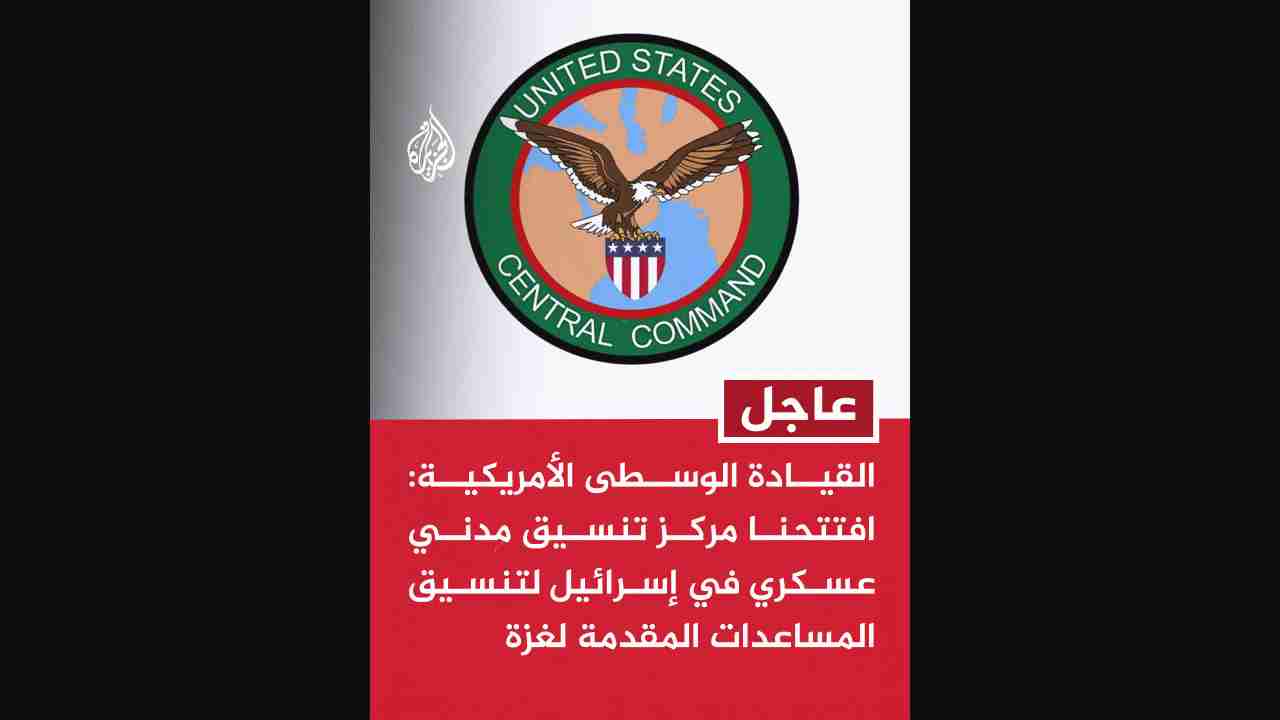 UNITED STATES
CENTRAL COMMAND
الجزيرة
عاجل
القيادة الوسطى الأمريكية:
افتتحنا مركز تنسيق مدني
عسكري في إسرائيل لتنسيق
المساعدات المقدمة لغزة